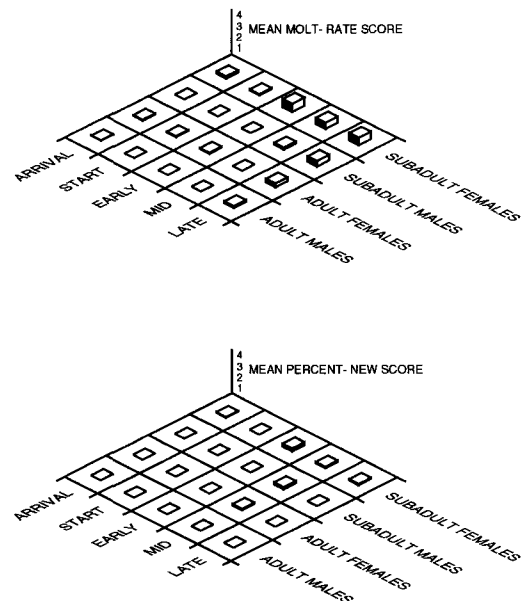 4
3 MEAN MOLT- RATE SCORE
2
1
ARRIVAL
START
EARLY
MID
LATE
SUBADULT FEMALES
SUBADULT MALES
ADULT FEMALES
ADULT MALES
4
3 MEAN PERCENT- NEW SCORE
2
1
ARRIVAL
START
EARLY
MID
LATE
SUBADULT FEMALES
SUBADULT MALES
ADULT FEMALES
ADULT MALES